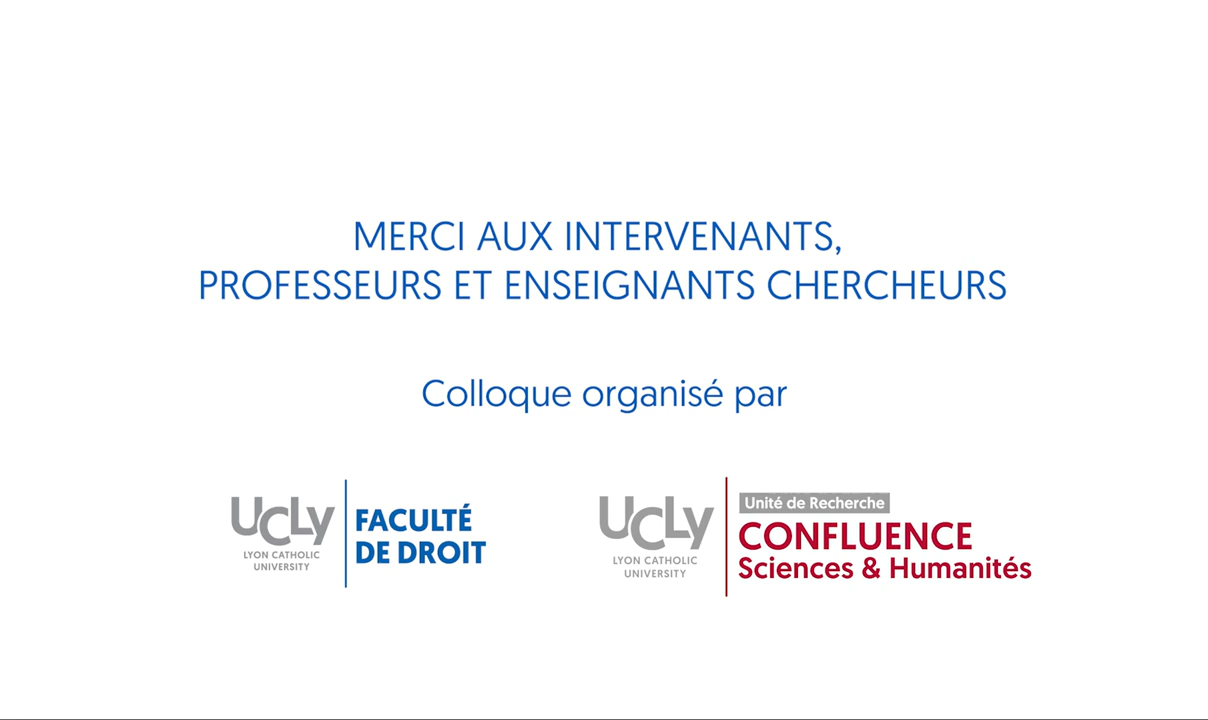 MERCI AUX INTERVENANTS,
PROFESSEURS ET ENSEIGNANTS CHERCHEURS
Colloque organisé par
UCLy
LYON CATHOLIC
UNIVERSITY
FACULTÉ
DE DROIT
UCLy
LYON CATHOLIC
UNIVERSITY
Unité de Recherche
CONFLUENCE
Sciences & Humanités